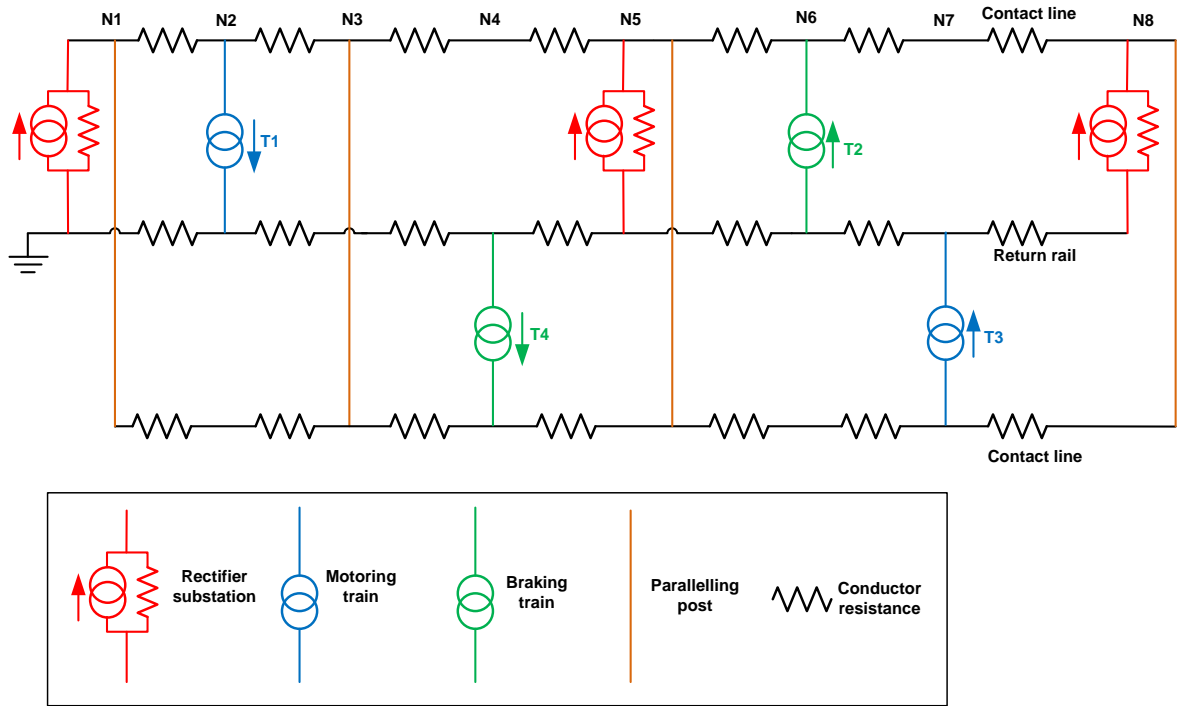 N1 N2 N3 N4 N5 N6 N7 Contact line N8
T1
T2
Return rail
T4
T3
Contact line
Rectifier
substation
Motoring
train
Braking
train
Parallelling
post
Conductor
resistance